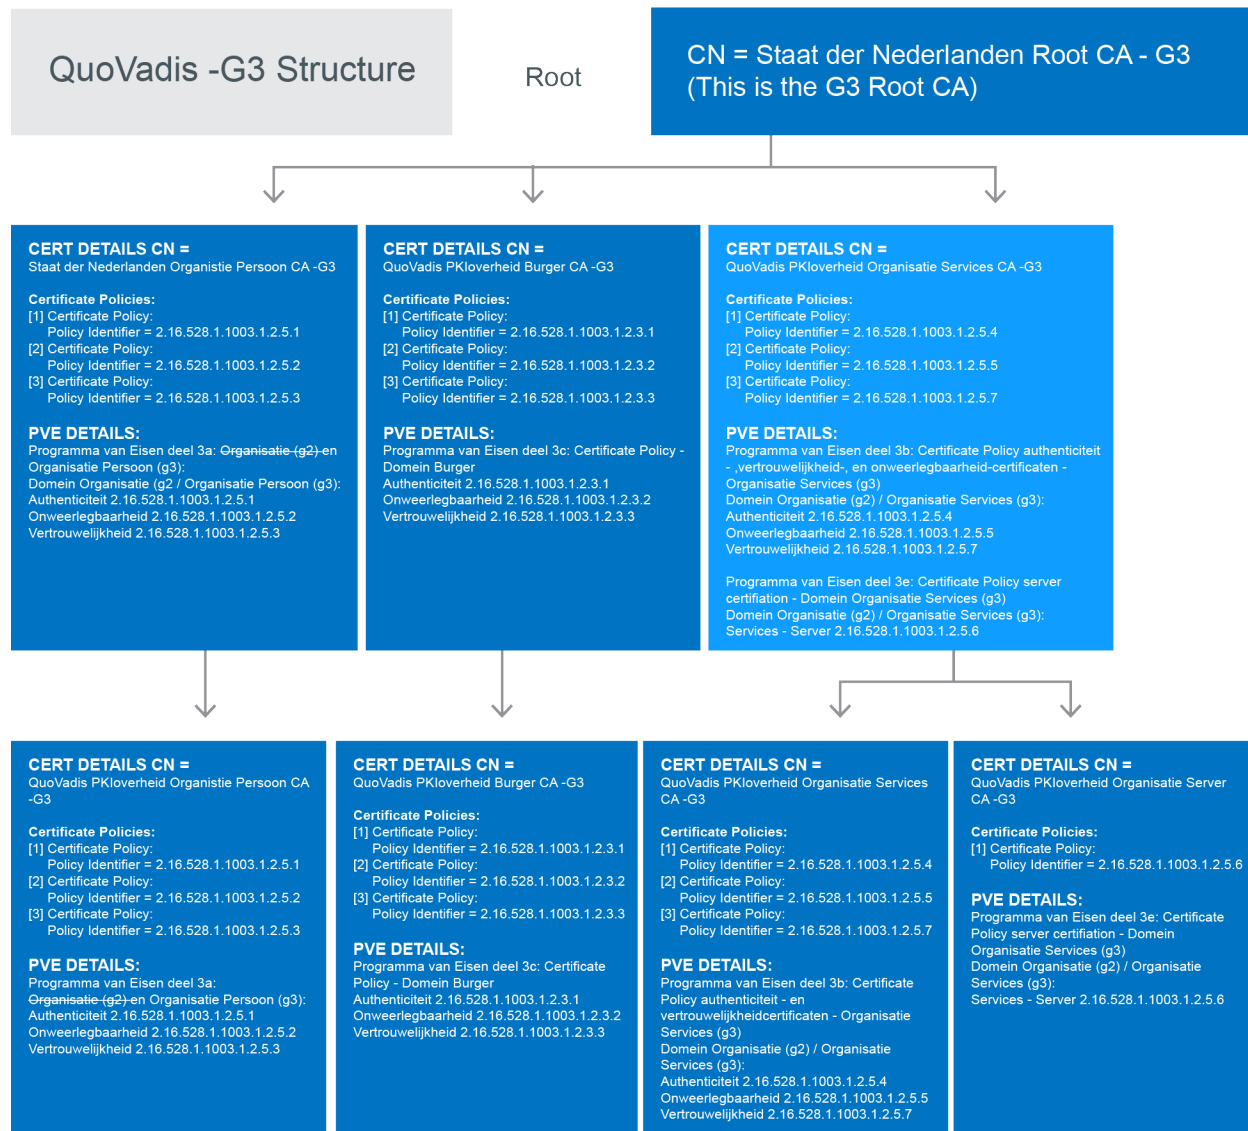 QuoVadis -G3 Structure
Root
CN = Staat der Nederlanden Root CA - G3
(This is the G3 Root CA)
CERT DETAILS CN =
Staat der Nederlanden Organistie Persoon CA -G3
Certificate Policies:
[1] Certificate Policy:
Policy Identifier = 2.16.528.1.1003.1.2.5.1
[2] Certificate Policy:
Policy Identifier = 2.16.528.1.1003.1.2.5.2
[3] Certificate Policy:
Policy Identifier = 2.16.528.1.1003.1.2.5.3
PVE DETAILS:
Programma van Eisen deel 3a: Organisatie (g2) en
Organisatie Persoon (g3):
Domein Organisatie (g2 / Organisatie Persoon (g3):
Authenticiteit 2.16.528.1.1003.1.2.5.1
Onweerlegbaarheid 2.16.528.1.1003.1.2.5.2
Vertrouwelijkheid 2.16.528.1.1003.1.2.5.3
CERT DETAILS CN =
QuoVadis PKIoverheid Burger CA -G3
Certificate Policies:
[1] Certificate Policy:
Policy Identifier = 2.16.528.1.1003.1.2.3.1
[2] Certificate Policy:
Policy Identifier = 2.16.528.1.1003.1.2.3.2
[3] Certificate Policy:
Policy Identifier = 2.16.528.1.1003.1.2.3.3
PVE DETAILS:
Programma van Eisen deel 3c: Certificate Policy -
Domein Burger
Authenticiteit 2.16.528.1.1003.1.2.3.1
Onweerlegbaarheid 2.16.528.1.1003.1.2.3.2
Vertrouwelijkheid 2.16.528.1.1003.1.2.3.3
CERT DETAILS CN =
QuoVadis PKIoverheid Organisatie Services CA -G3
Certificate Policies:
[1] Certificate Policy:
Policy Identifier = 2.16.528.1.1003.1.2.5.4
[2] Certificate Policy:
Policy Identifier = 2.16.528.1.1003.1.2.5.5
[3] Certificate Policy:
Policy Identifier = 2.16.528.1.1003.1.2.5.7
PVE DETAILS:
Programma van Eisen deel 3b: Certificate Policy authenticiteit
- ,vertrouwelijkheid-, en onweerlegbaarheid-certificaten -
Organisatie Services (g3)
Domein Organisatie (g2) / Organisatie Services (g3):
Authenticiteit 2.16.528.1.1003.1.2.5.4
Onweerlegbaarheid 2.16.528.1.1003.1.2.5.5
Vertrouwelijkheid 2.16.528.1.1003.1.2.5.7
Programma van Eisen deel 3e: Certificate Policy server
certifiation - Domein Organisatie Services (g3)
Domein Organisatie (g2) / Organisatie Services (g3):
Services - Server 2.16.528.1.1003.1.2.5.6
CERT DETAILS CN =
QuoVadis PKIoverheid Organistie Persoon CA
-G3
Certificate Policies:
[1] Certificate Policy:
Policy Identifier = 2.16.528.1.1003.1.2.5.1
[2] Certificate Policy:
Policy Identifier = 2.16.528.1.1003.1.2.5.2
[3] Certificate Policy:
Policy Identifier = 2.16.528.1.1003.1.2.5.3
PVE DETAILS:
Programma van Eisen deel 3a:
Organisatie (g2) en Organisatie Persoon (g3):
Authenticiteit 2.16.528.1.1003.1.2.5.1
Onweerlegbaarheid 2.16.528.1.1003.1.2.5.2
Vertrouwelijkheid 2.16.528.1.1003.1.2.5.3
CERT DETAILS CN =
QuoVadis PKIoverheid Burger CA -G3
Certificate Policies:
[1] Certificate Policy:
Policy Identifier = 2.16.528.1.1003.1.2.3.1
[2] Certificate Policy:
Policy Identifier = 2.16.528.1.1003.1.2.3.2
[3] Certificate Policy:
Policy Identifier = 2.16.528.1.1003.1.2.3.3
PVE DETAILS:
Programma van Eisen deel 3c: Certificate
Policy - Domein Burger
Authenticiteit 2.16.528.1.1003.1.2.3.1
Onweerlegbaarheid 2.16.528.1.1003.1.2.3.2
Vertrouwelijkheid 2.16.528.1.1003.1.2.3.3
CERT DETAILS CN =
QuoVadis PKIoverheid Organisatie Services
CA -G3
Certificate Policies:
[1] Certificate Policy:
Policy Identifier = 2.16.528.1.1003.1.2.5.4
[2] Certificate Policy:
Policy Identifier = 2.16.528.1.1003.1.2.5.5
[3] Certificate Policy:
Policy Identifier = 2.16.528.1.1003.1.2.5.7
PVE DETAILS:
Programma van Eisen deel 3b: Certificate
Policy authenticiteit - en
vertrouwelijkheidcertificaten - Organisatie
Services (g3)
Domein Organisatie (g2) / Organisatie
Services (g3):
Authenticiteit 2.16.528.1.1003.1.2.5.4
Onweerlegbaarheid 2.16.528.1.1003.1.2.5.5
Vertrouwelijkheid 2.16.528.1.1003.1.2.5.7
CERT DETAILS CN =
QuoVadis PKIoverheid Organisatie Server
CA -G3
Certificate Policies:
[1] Certificate Policy:
Policy Identifier = 2.16.528.1.1003.1.2.5.6
PVE DETAILS:
Programma van Eisen deel 3e: Certificate
Policy server certifiation - Domein
Organisatie Services (g3)
Domein Organisatie (g2) / Organisatie
Services (g3):
Services - Server 2.16.528.1.1003.1.2.5.6